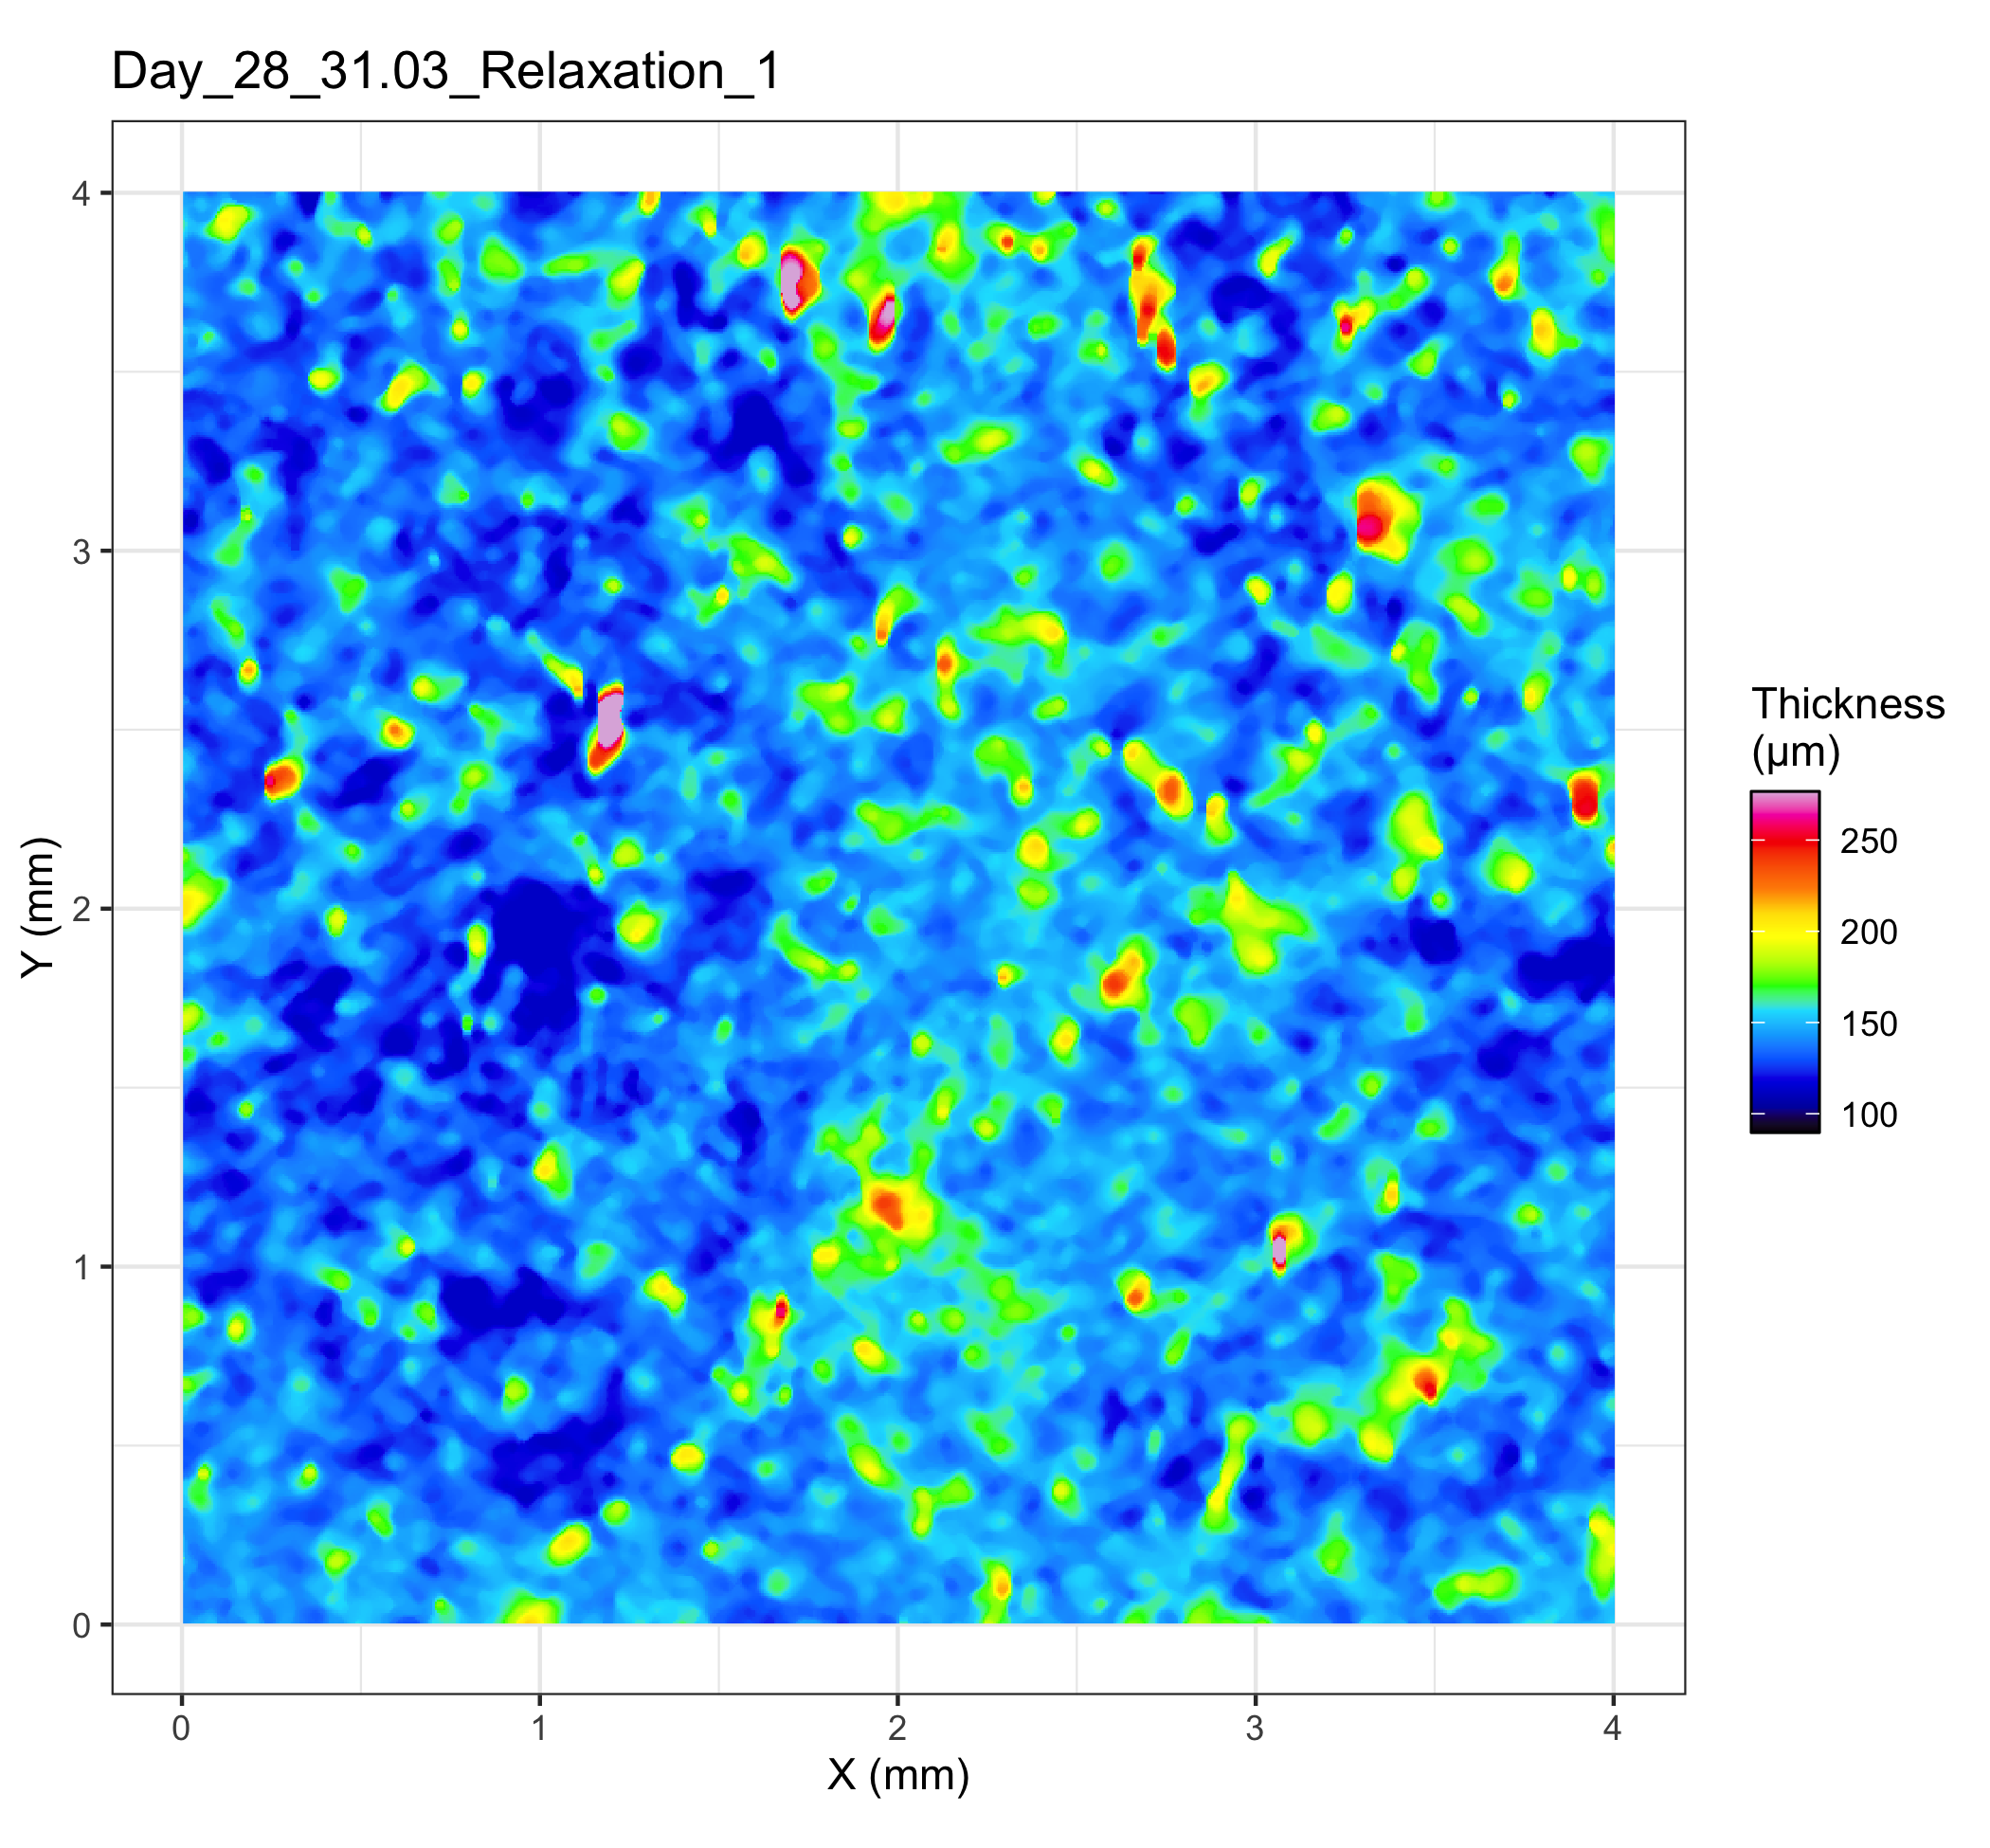 Day_28_31.03_Relaxation_1
4
3
2
1
0
Y (mm)
0 1 2 3 4
X (mm)
Thickness
(μm)
250
200
150
100